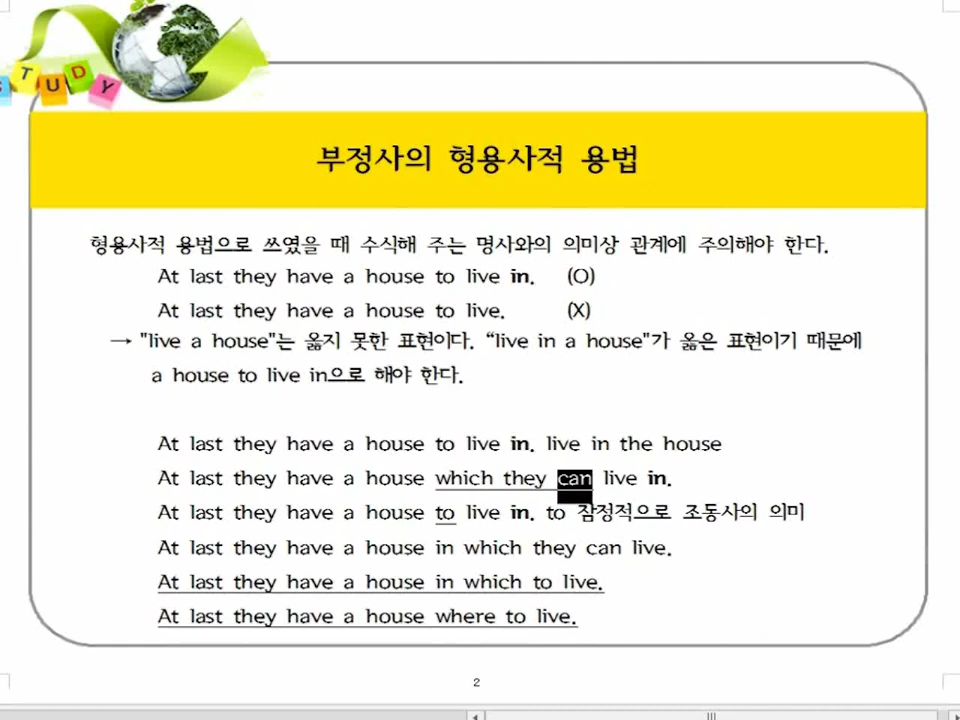 STUDY
부정사의 형용사적 용법
형용사적 용법으로 쓰였을 때 수식해 주는 명사와의 의미상 관계에 주의해야 한다.
At last they have a house to live in. (O)
At last they have a house to live. (X)
→ "live a house"는 옳지 못한 표현이다. “live in a house"가 옳은 표현이기 때문에
a house to live in으로 해야 한다.
At last they have a house to live in. live in the house
At last they have a house which they can live in.
At last they have a house to live in. to 잠정적으로 조동사의 의미
At last they have a house in which they can live.
At last they have a house in which to live.
At last they have a house where to live.
2